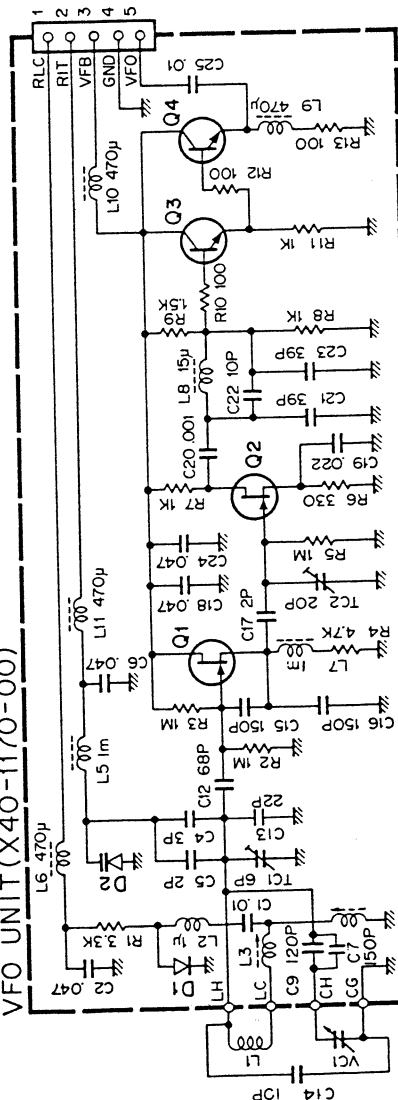 VFO UNIT (X40-1170-00)
1
2
3
4
5
RLC
RIT
VFB
GND
VFO
L6 470μ
L5 1m
L11 470μ
L10 470μ
C25 .01
C2 .047
R1 3.3K
D1
L2 1μ
C1 .01
D2
C6 .047
C5 2P
C4 3P
TC1 6P
C13 22P
C12 68P
R2 1M
R3 1M
Q1
C15 150P
C16 150P
C18 .047
C24 .047
L7 1m
R4 4.7K
C17 2P
TC2 20P
R5 1M
R7 1K
Q2
R6 330
C19 .022
C20 .001
L8 15μ
C22 10P
C21 39P
C23 39P
R9 1.5K
R8 1K
R10 100
Q3
R11 1K
R12 100
Q4
L9 470μ
R13 100
LH
LC
CH
CG
L1
L3
C9 120P
C7 150P
VC1
C14